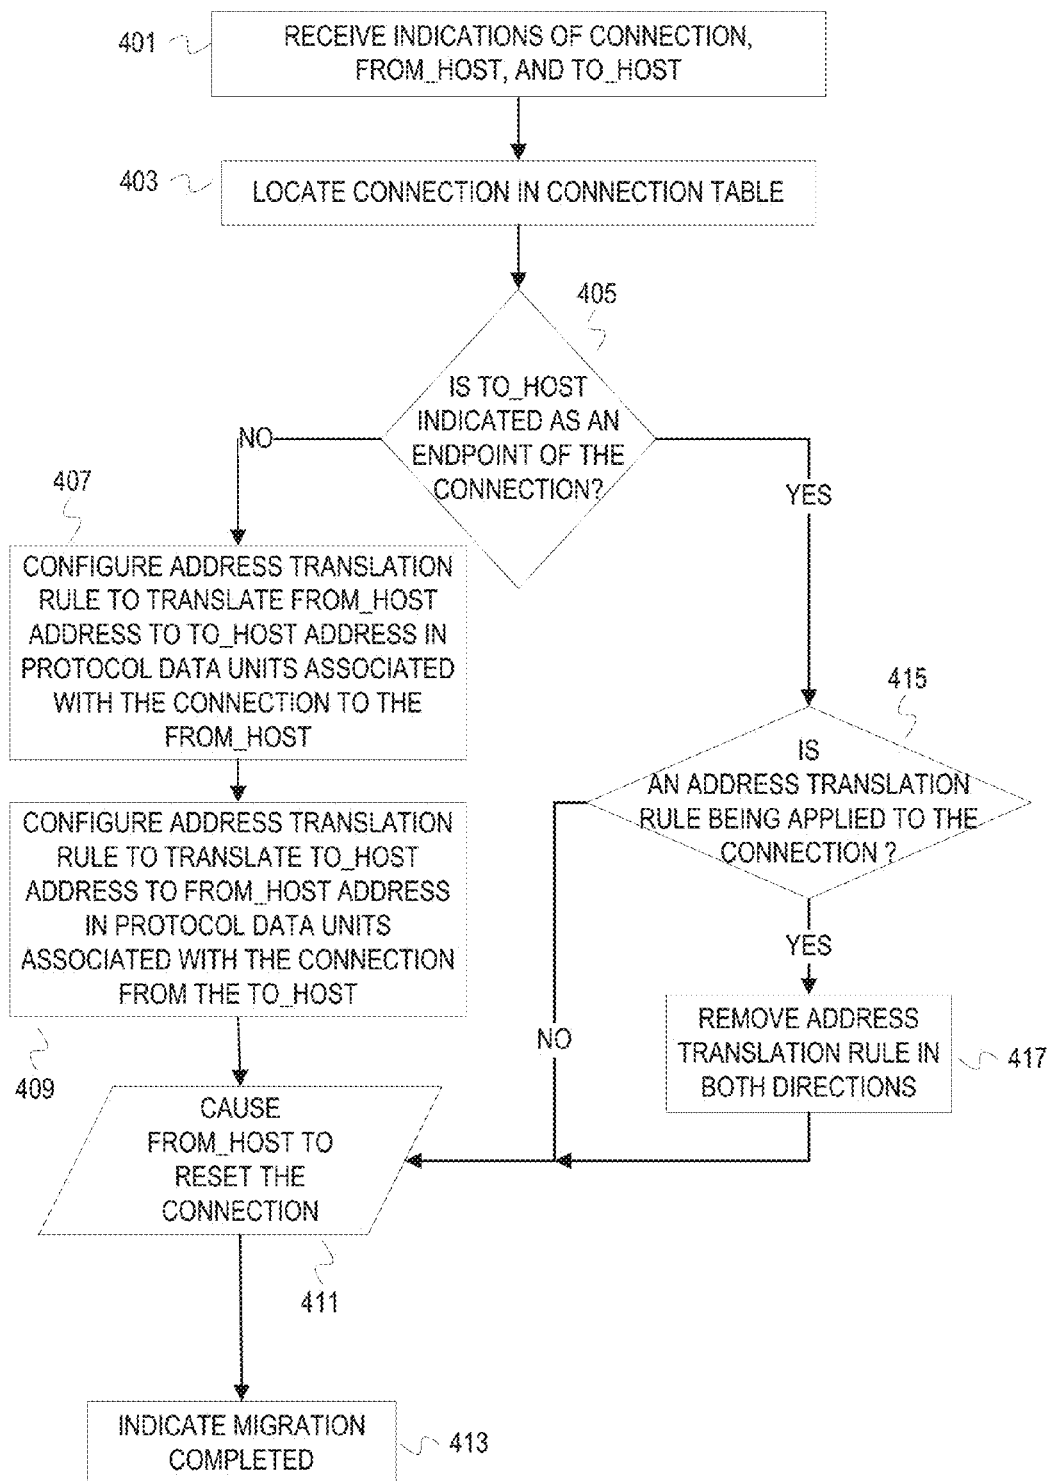 401
RECEIVE INDICATIONS OF CONNECTION,
FROM_HOST, AND TO_HOST
403
LOCATE CONNECTION IN CONNECTION TABLE
405
IS TO_HOST
INDICATED AS AN
ENDPOINT OF THE
CONNECTION?
NO
YES
407
CONFIGURE ADDRESS TRANSLATION
RULE TO TRANSLATE FROM_HOST
ADDRESS TO TO_HOST ADDRESS IN
PROTOCOL DATA UNITS ASSOCIATED
WITH THE CONNECTION TO THE
FROM_HOST
415
IS
AN ADDRESS TRANSLATION
RULE BEING APPLIED TO THE
CONNECTION ?
CONFIGURE ADDRESS TRANSLATION
RULE TO TRANSLATE TO_HOST
ADDRESS TO FROM_HOST ADDRESS
IN PROTOCOL DATA UNITS
ASSOCIATED WITH THE CONNECTION
FROM THE TO_HOST
409
YES
NO
REMOVE ADDRESS
TRANSLATION RULE IN
BOTH DIRECTIONS
417
CAUSE
FROM_HOST TO
RESET THE
CONNECTION
411
INDICATE MIGRATION
COMPLETED
413